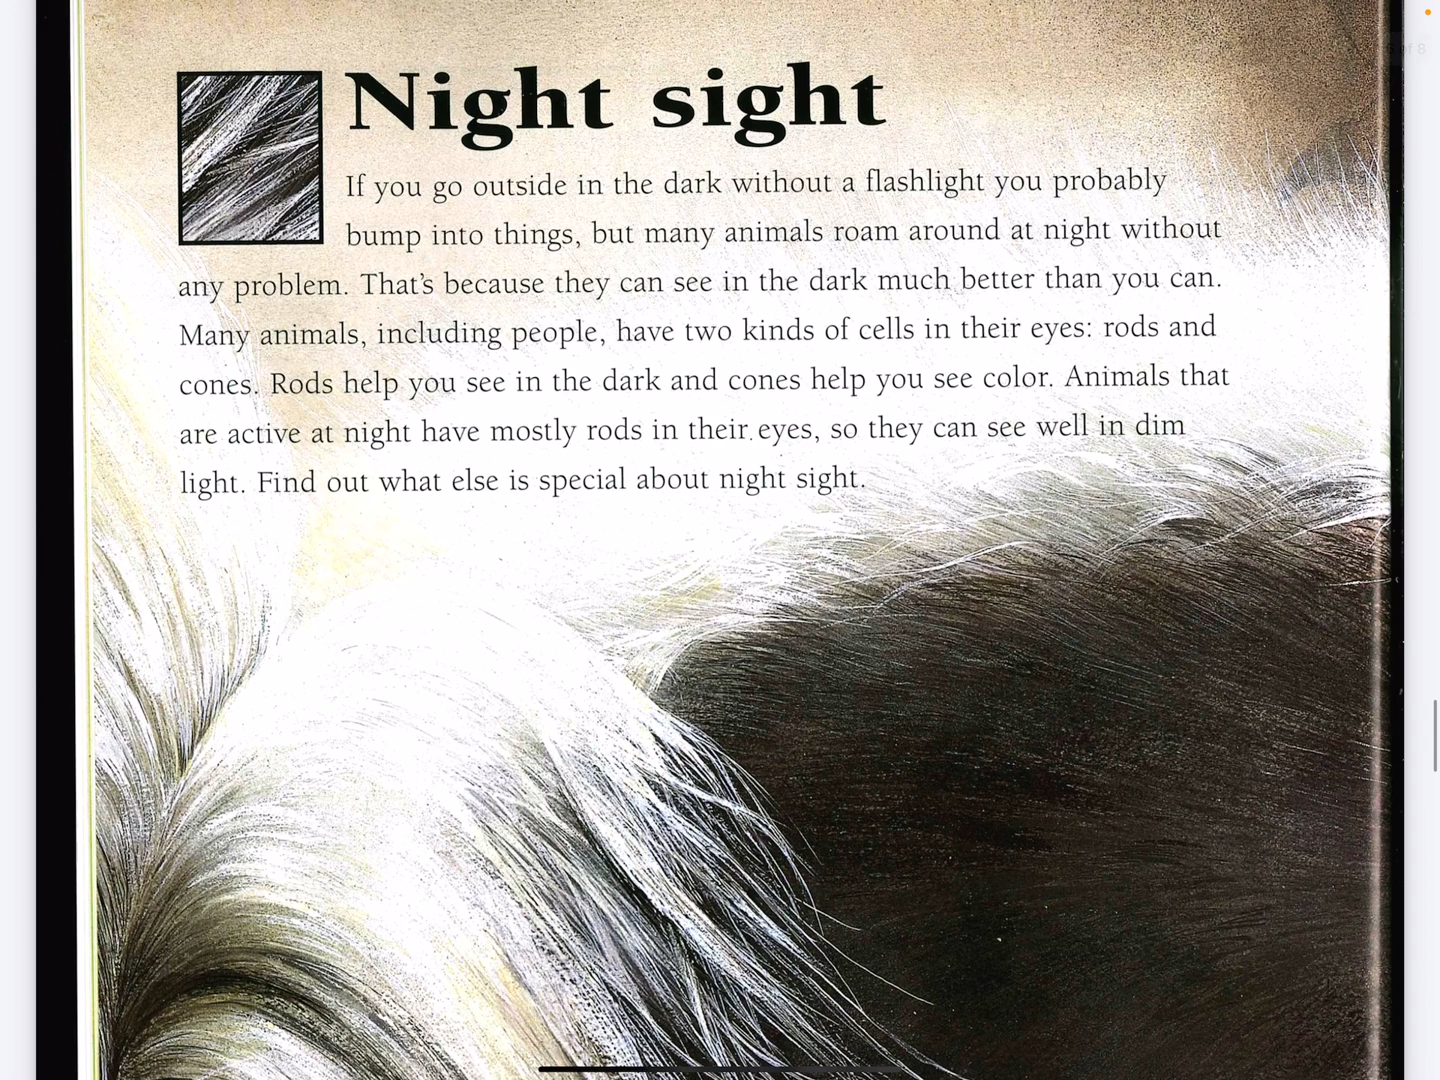 Night sight
If you go outside in the dark without a flashlight you probably
bump into things, but many animals roam around at night without
any problem. That's because they can see in the dark much better than you can.
Many animals, including people, have two kinds of cells in their eyes: rods and
cones. Rods help you see in the dark and cones help you see color. Animals that
are active at night have mostly rods in their eyes, so they can see well in dim
light. Find out what else is special about night sight.